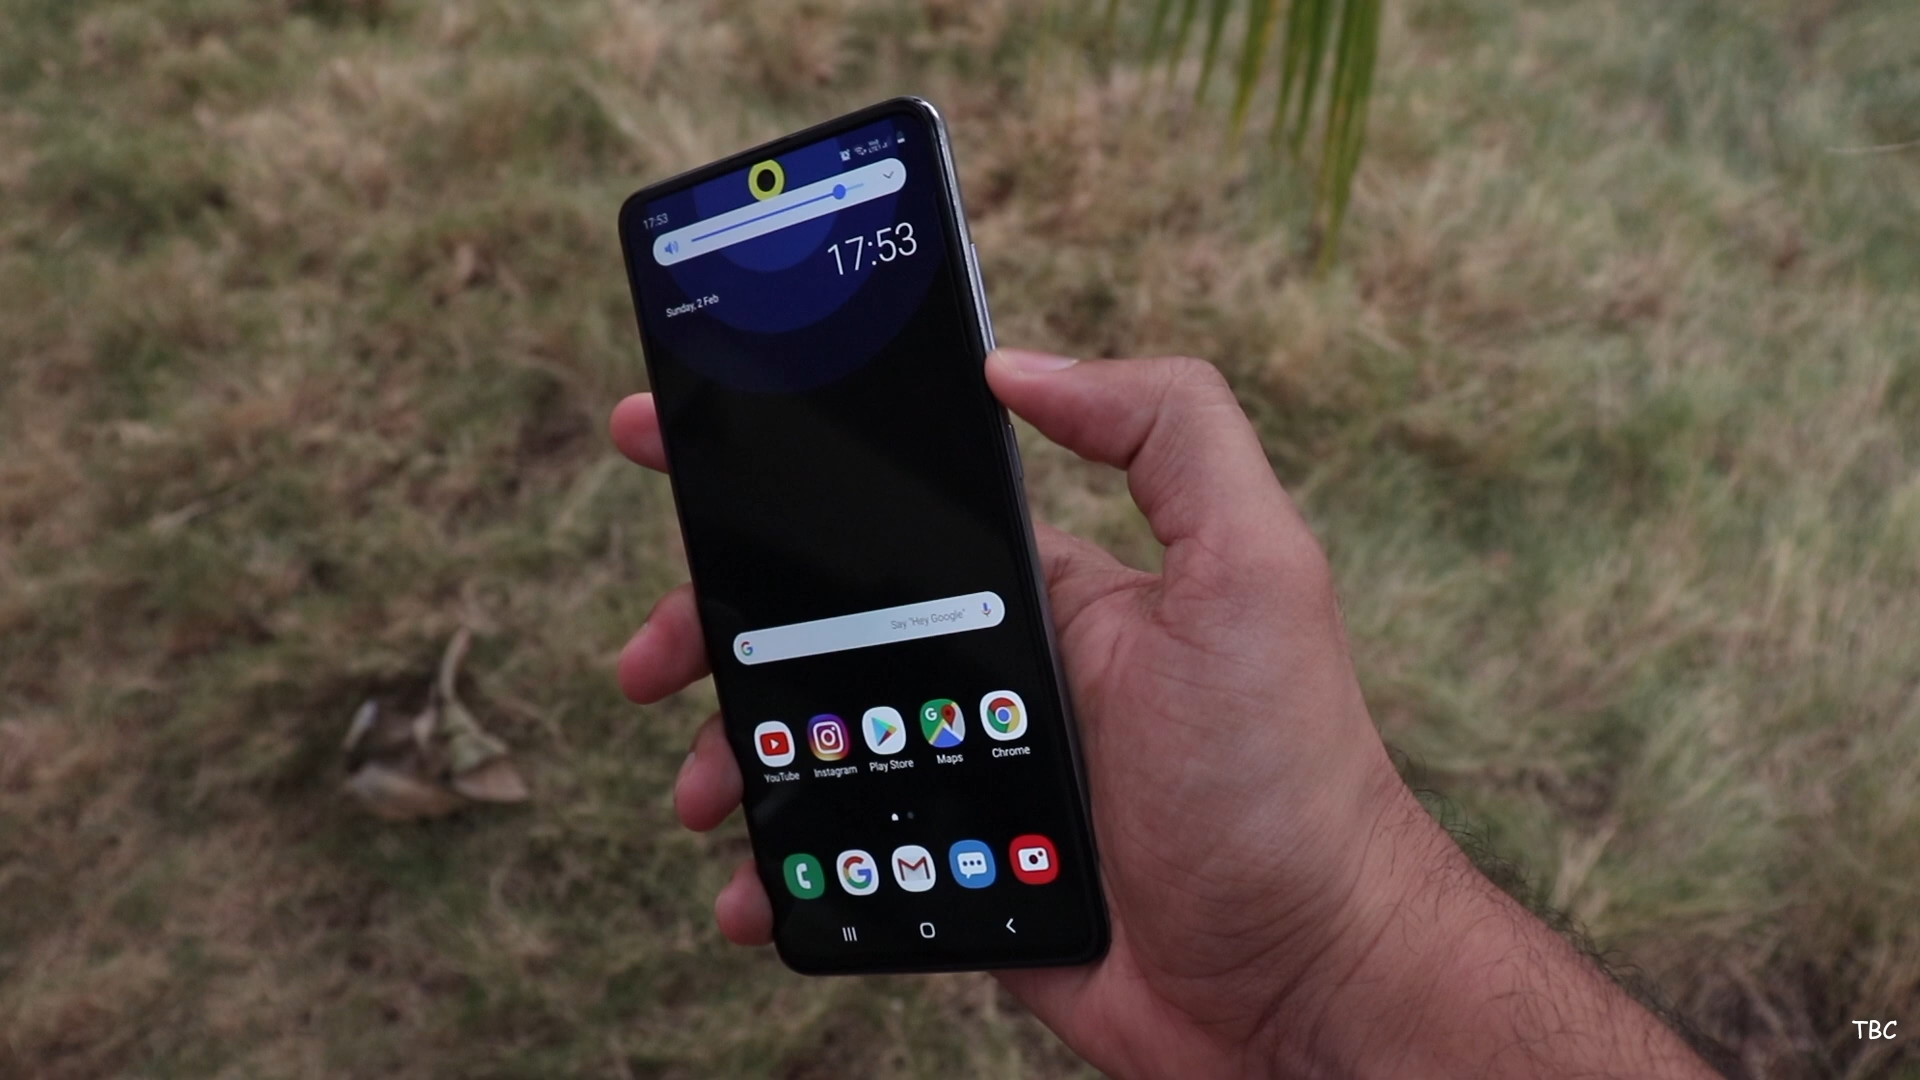 17:53
17:53
Sunday, 2 Feb
G Say "Hey Google"
YouTube Instagram Play Store Maps Chrome
TBC